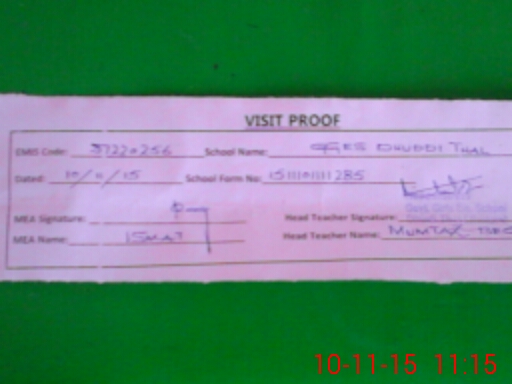 VISIT PROOF
EMIS Code: 37220256 School Name: GGES DHUDDI THAL
Dated: 10/11/15 School Form No: 151110111285
MEA Signature: Head Teacher Signature:
MEA Name: ISMAT Head Teacher Name: MUMTAZ
10-11-15 11:15